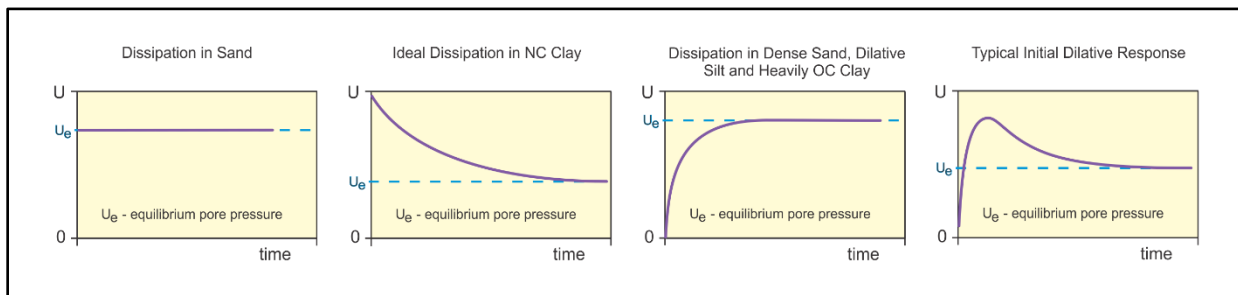 Dissipation in Sand
U
Ue
Ue - equilibrium pore pressure
0
time
Ideal Dissipation in NC Clay
U
Ue
Ue - equilibrium pore pressure
0
time
Dissipation in Dense Sand, Dilative
Silt and Heavily OC Clay
U
Ue
Ue - equilibrium pore pressure
0
time
Typical Initial Dilative Response
U
Ue
Ue - equilibrium pore pressure
0
time